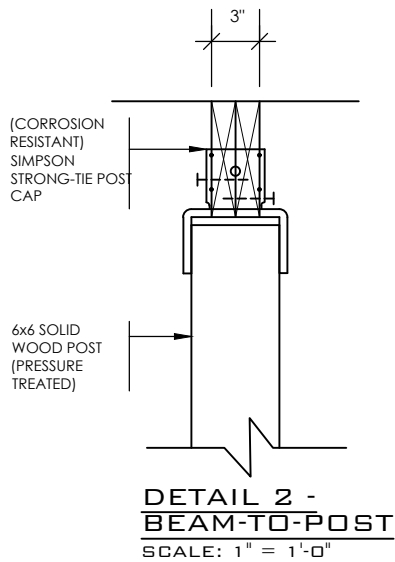 3"
(CORROSION
RESISTANT)
SIMPSON
STRONG-TIE POST
CAP
6x6 SOLID
WOOD POST
(PRESSURE
TREATED)
DETAIL 2 -
BEAM-TO-POST
SCALE: 1" = 1'-0"